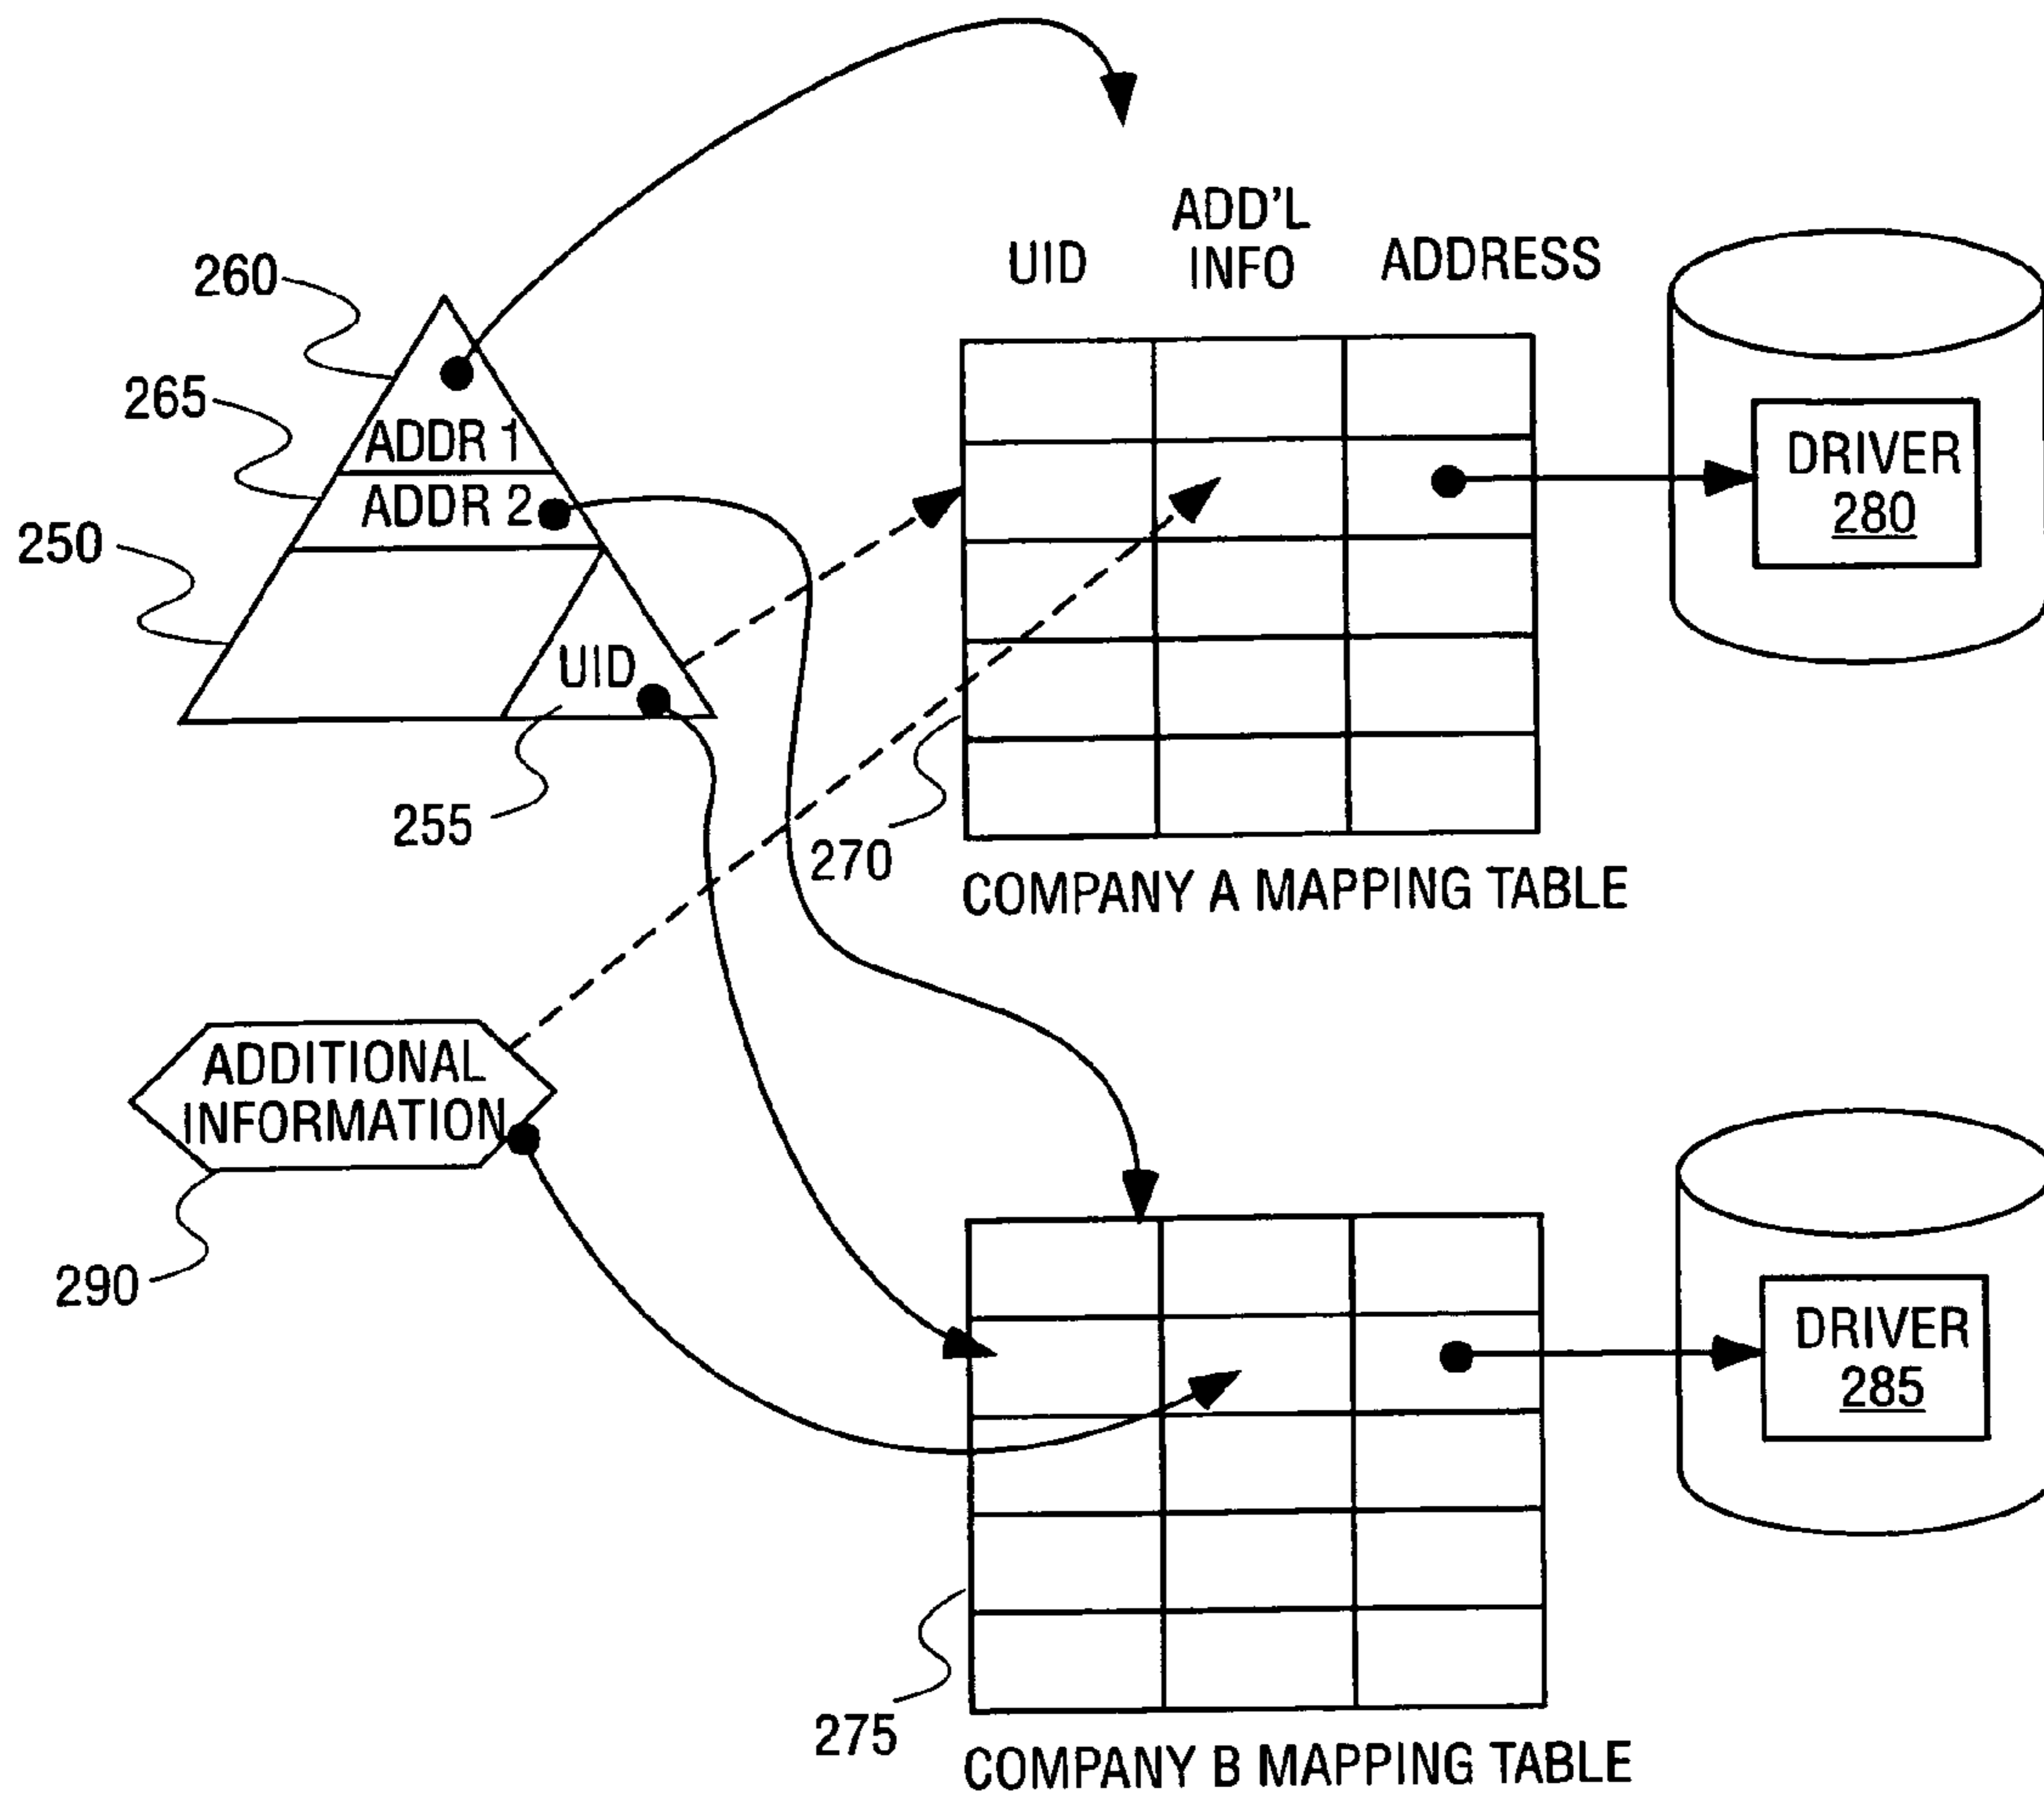 260
265
250
ADDR 1
ADDR 2
UID
255
UID
ADD'L
INFO
ADDRESS
DRIVER
280
270
COMPANY A MAPPING TABLE
ADDITIONAL
INFORMATION
290
DRIVER
285
275
COMPANY B MAPPING TABLE